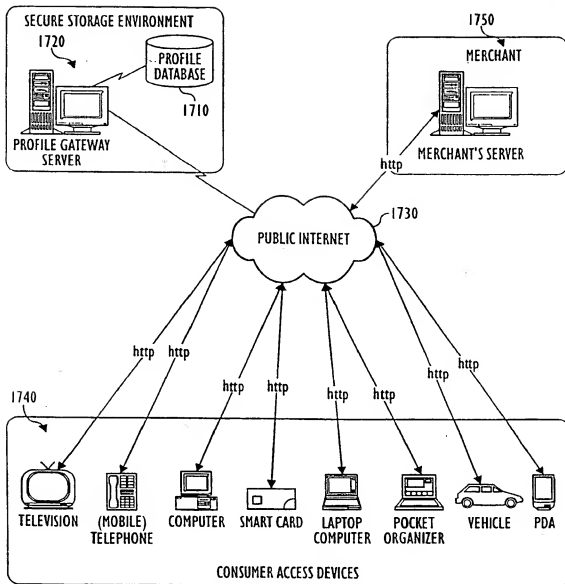 SECURE STORAGE ENVIRONMENT
1720
PROFILE
DATABASE
1710
PROFILE GATEWAY
SERVER
1750
MERCHANT
MERCHANT'S SERVER
http
1730
PUBLIC INTERNET
http
http
http
http
http
http
http
http
1740
TELEVISION
(MOBILE)
TELEPHONE
COMPUTER
SMART CARD
LAPTOP
COMPUTER
POCKET
ORGANIZER
VEHICLE
PDA
CONSUMER ACCESS DEVICES